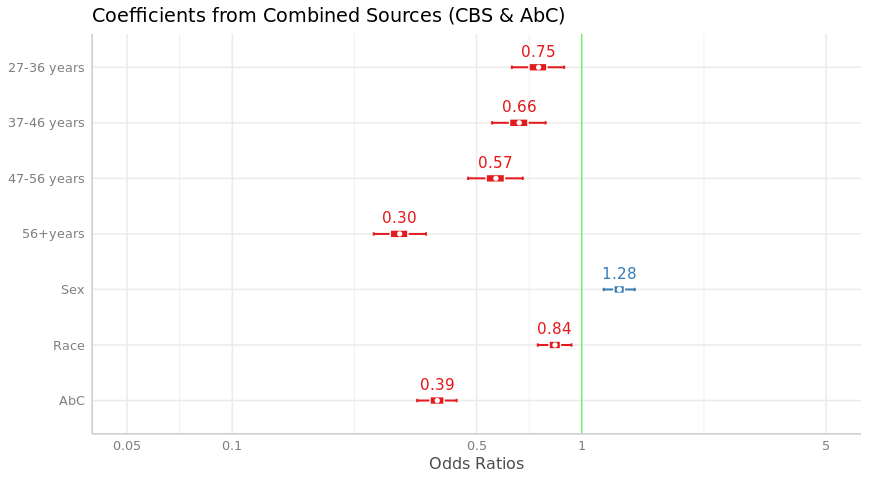 Coefficients from Combined Sources (CBS & AbC)
27-36 years
0.75
37-46 years
0.66
47-56 years
0.57
56+years
0.30
Sex
1.28
Race
0.84
AbC
0.39
0.05 0.1 0.5 1 5
Odds Ratios